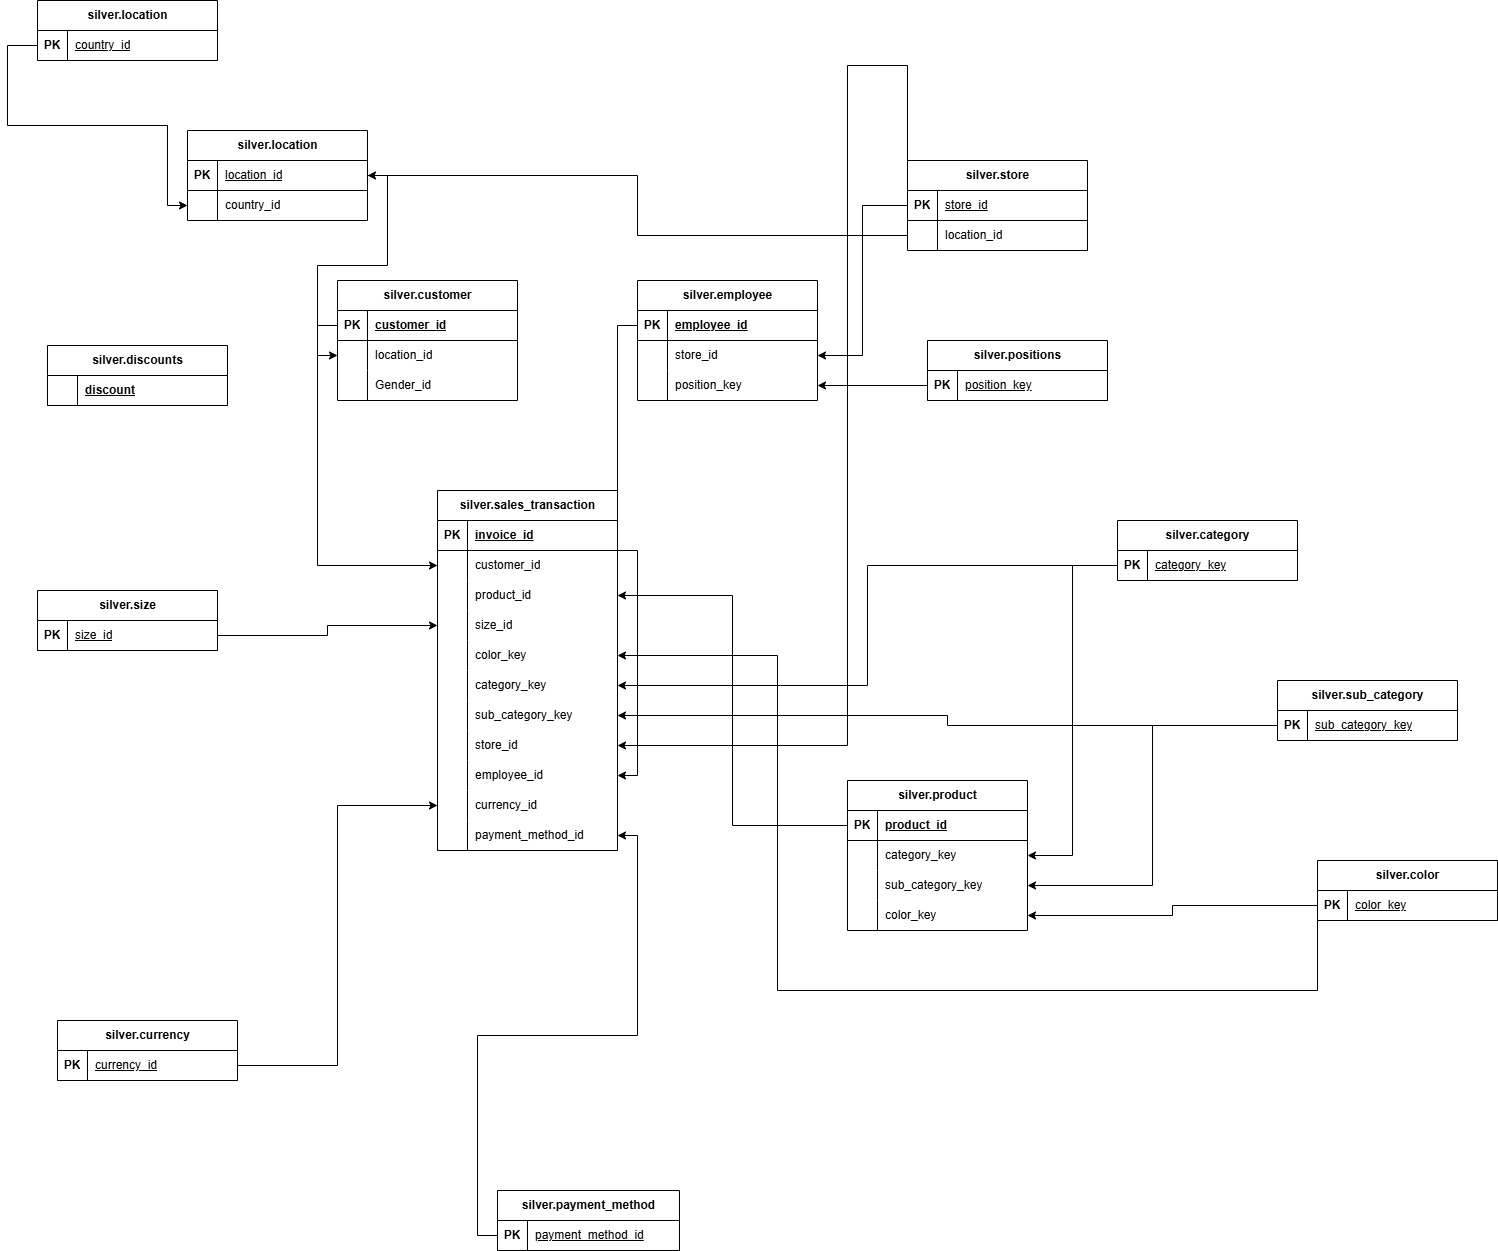 silver.location
PK country_id
silver.location
PK location_id
country_id
silver.store
PK store_id
location_id
silver.customer
PK customer_id
location_id
Gender_id
silver.employee
PK employee_id
store_id
position_key
silver.positions
PK position_key
silver.discounts
discount
silver.sales_transaction
PK invoice_id
customer_id
product_id
size_id
color_key
category_key
sub_category_key
store_id
employee_id
currency_id
payment_method_id
silver.category
PK category_key
silver.size
PK size_id
silver.sub_category
PK sub_category_key
silver.product
PK product_id
category_key
sub_category_key
color_key
silver.color
PK color_key
silver.currency
PK currency_id
silver.payment_method
PK payment_method_id